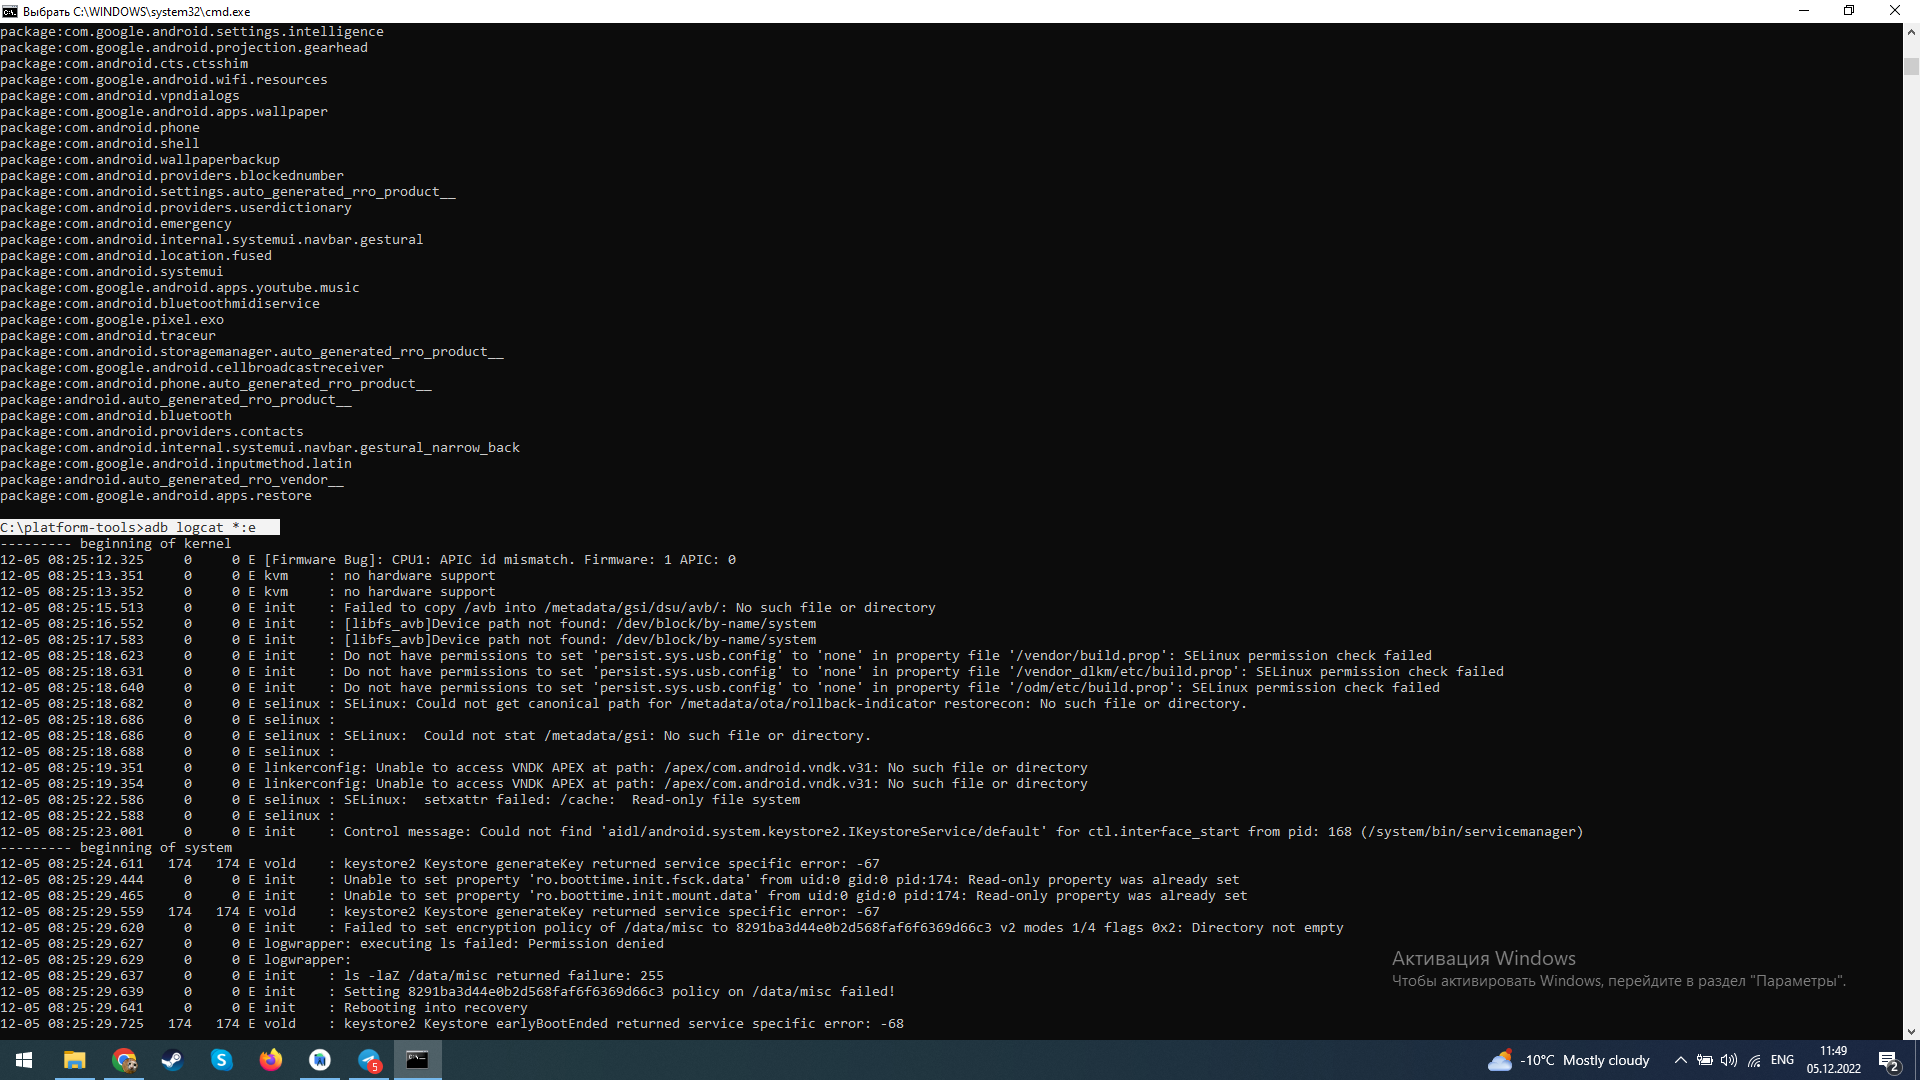 Выбрать C:\WINDOWS\system32\cmd.exe
package:com.google.android.settings.intelligence
package:com.google.android.projection.gearhead
package:com.android.cts.ctsshim
package:com.google.android.wifi.resources
package:com.android.vpndialogs
package:com.google.android.apps.wallpaper
package:com.android.phone
package:com.android.shell
package:com.android.wallpaperbackup
package:com.android.providers.blockednumber
package:com.android.settings.auto_generated_rro_product__
package:com.android.providers.userdictionary
package:com.android.emergency
package:com.android.internal.systemui.navbar.gestural
package:com.android.location.fused
package:com.android.systemui
package:com.google.android.apps.youtube.music
package:com.android.bluetoothmidiservice
package:com.google.pixel.exo
package:com.android.traceur
package:com.android.storagemanager.auto_generated_rro_product__
package:com.google.android.cellbroadcastreceiver
package:com.android.phone.auto_generated_rro_product__
package:android.auto_generated_rro_product__
package:com.android.bluetooth
package:com.android.providers.contacts
package:com.android.internal.systemui.navbar.gestural_narrow_back
package:com.google.android.inputmethod.latin
package:android.auto_generated_rro_vendor__
package:com.google.android.apps.restore
C:\platform-tools>adb logcat *:e
--------- beginning of kernel
12-05 08:25:12.325     0     0 E [Firmware Bug]: CPU1: APIC id mismatch. Firmware: 1 APIC: 0
12-05 08:25:13.351     0     0 E kvm     : no hardware support
12-05 08:25:13.352     0     0 E kvm     : no hardware support
12-05 08:25:15.513     0     0 E init    : Failed to copy /avb into /metadata/gsi/dsu/avb/: No such file or directory
12-05 08:25:16.552     0     0 E init    : [libfs_avb]Device path not found: /dev/block/by-name/system
12-05 08:25:17.583     0     0 E init    : [libfs_avb]Device path not found: /dev/block/by-name/system
12-05 08:25:18.623     0     0 E init    : Do not have permissions to set 'persist.sys.usb.config' to 'none' in property file '/vendor/build.prop': SELinux permission check failed
12-05 08:25:18.631     0     0 E init    : Do not have permissions to set 'persist.sys.usb.config' to 'none' in property file '/vendor_dlkm/etc/build.prop': SELinux permission check failed
12-05 08:25:18.640     0     0 E init    : Do not have permissions to set 'persist.sys.usb.config' to 'none' in property file '/odm/etc/build.prop': SELinux permission check failed
12-05 08:25:18.682     0     0 E selinux : SELinux: Could not get canonical path for /metadata/ota/rollback-indicator restorecon: No such file or directory.
12-05 08:25:18.686     0     0 E selinux :
12-05 08:25:18.686     0     0 E selinux : SELinux:  Could not stat /metadata/gsi: No such file or directory.
12-05 08:25:18.688     0     0 E selinux :
12-05 08:25:19.351     0     0 E linkerconfig: Unable to access VNDK APEX at path: /apex/com.android.vndk.v31: No such file or directory
12-05 08:25:19.354     0     0 E linkerconfig: Unable to access VNDK APEX at path: /apex/com.android.vndk.v31: No such file or directory
12-05 08:25:22.586     0     0 E selinux : SELinux:  setxattr failed: /cache:  Read-only file system
12-05 08:25:22.588     0     0 E selinux :
12-05 08:25:23.001     0     0 E init    : Control message: Could not find 'aidl/android.system.keystore2.IKeystoreService/default' for ctl.interface_start from pid: 168 (/system/bin/servicemanager)
--------- beginning of system
12-05 08:25:24.611   174   174 E vold    : keystore2 Keystore generateKey returned service specific error: -67
12-05 08:25:29.444     0     0 E init    : Unable to set property 'ro.boottime.init.fsck.data' from uid:0 gid:0 pid:174: Read-only property was already set
12-05 08:25:29.465     0     0 E init    : Unable to set property 'ro.boottime.init.mount.data' from uid:0 gid:0 pid:174: Read-only property was already set
12-05 08:25:29.559   174   174 E vold    : keystore2 Keystore generateKey returned service specific error: -67
12-05 08:25:29.620     0     0 E init    : Failed to set encryption policy of /data/misc to 8291ba3d44e0b2d568faf6f6369d66c3 v2 modes 1/4 flags 0x2: Directory not empty
12-05 08:25:29.627     0     0 E logwrapper: executing ls failed: Permission denied
12-05 08:25:29.629     0     0 E logwrapper:
12-05 08:25:29.637     0     0 E init    : ls -laZ /data/misc returned failure: 255
12-05 08:25:29.639     0     0 E init    : Setting 8291ba3d44e0b2d568faf6f6369d66c3 policy on /data/misc failed!
12-05 08:25:29.641     0     0 E init    : Rebooting into recovery
12-05 08:25:29.725   174   174 E vold    : keystore2 Keystore earlyBootEnded returned service specific error: -68
Активация Windows
Чтобы активировать Windows, перейдите в раздел "Параметры".
5
-10°C Mostly cloudy
ENG
11:49
05.12.2022
2